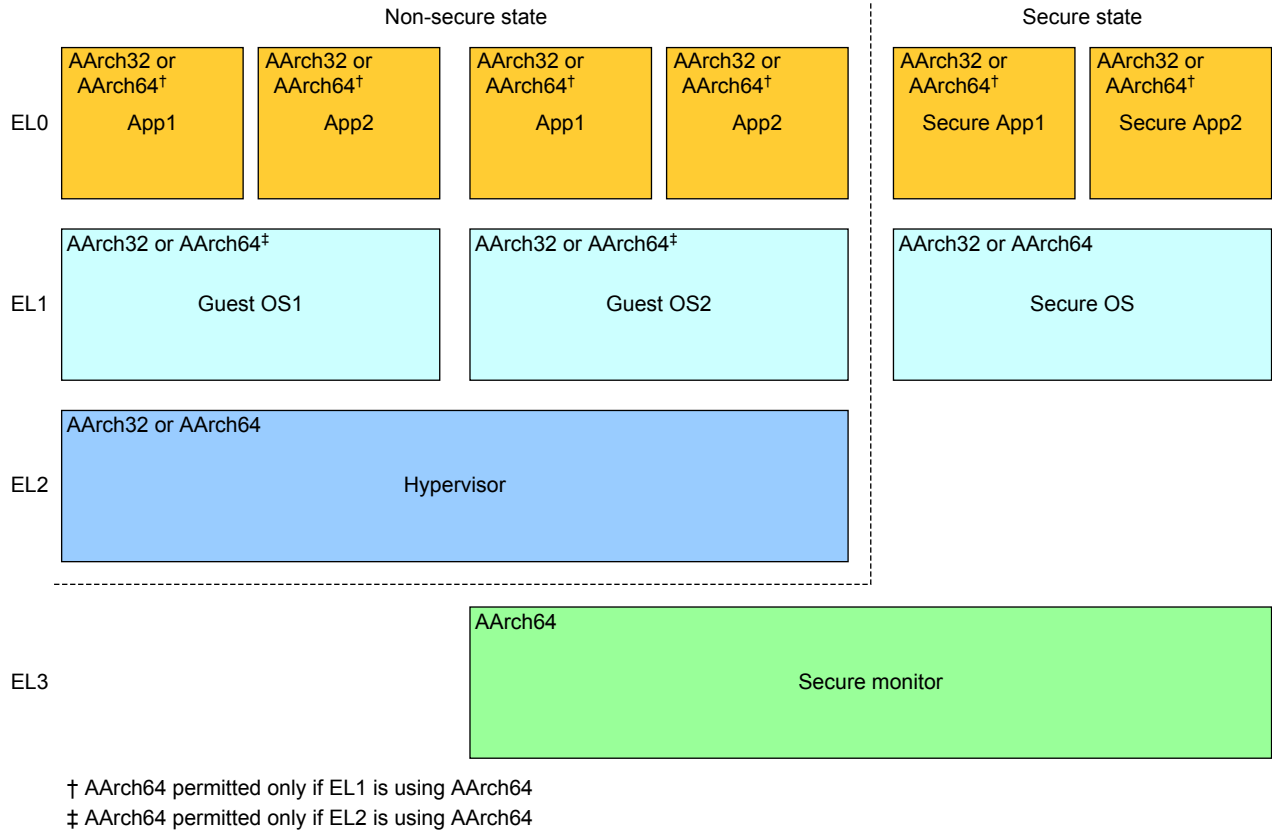 Non-secure state
Secure state
AArch32 or
AArch64†
App1
AArch32 or
AArch64†
App2
AArch32 or
AArch64†
App1
AArch32 or
AArch64†
App2
AArch32 or
AArch64†
Secure App1
AArch32 or
AArch64†
Secure App2
EL0
AArch32 or AArch64‡
Guest OS1
AArch32 or AArch64‡
Guest OS2
AArch32 or AArch64
Secure OS
EL1
AArch32 or AArch64
Hypervisor
EL2
AArch64
Secure monitor
EL3
† AArch64 permitted only if EL1 is using AArch64
‡ AArch64 permitted only if EL2 is using AArch64